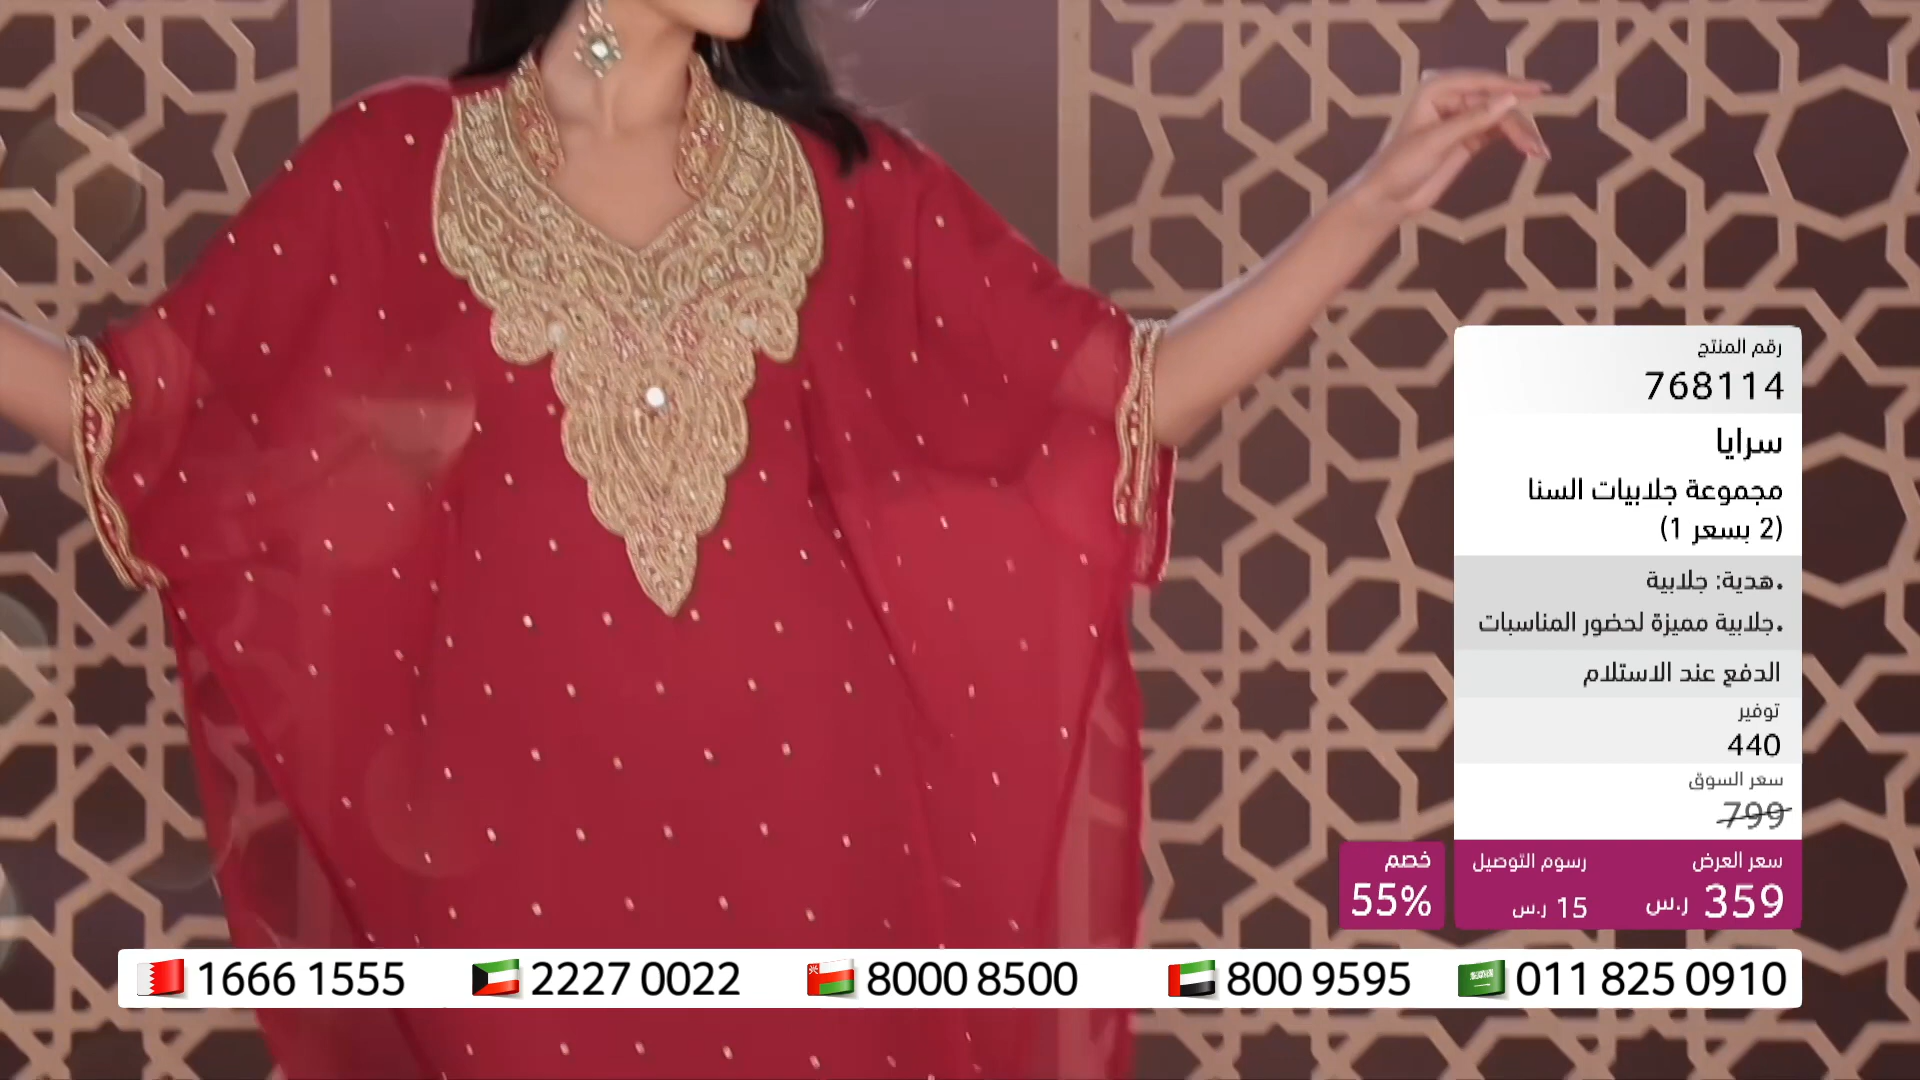 رقم المنتج
768114
سرايا
مجموعة جلابيات السنا
(2 بسعر 1)
.هدية: جلابية
.جلابية مميزة لحضور المناسبات
الدفع عند الاستلام
توفير
440
سعر السوق
799
سعر العرض
359 ر.س
رسوم التوصيل
15 ر.س
خصم
55%
1666 1555
2227 0022
8000 8500
800 9595
011 825 0910